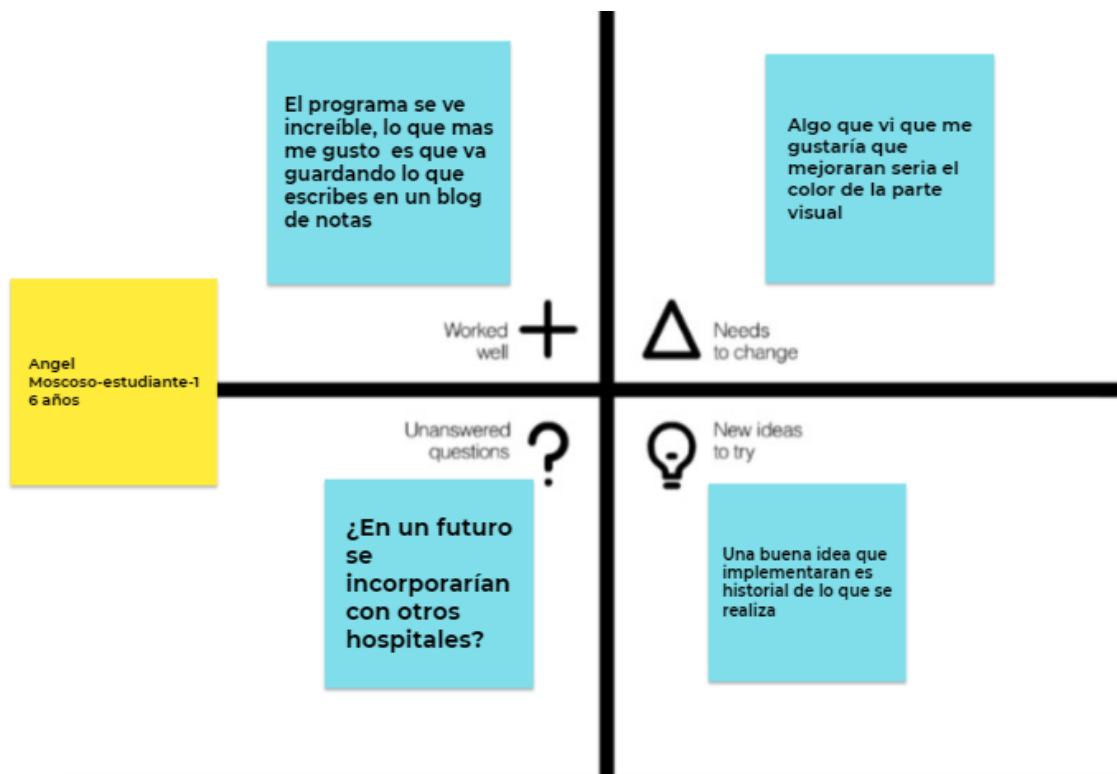 El programa se ve
increíble, lo que mas
me gusto es que va
guardando lo que
escribes en un blog
de notas
Algo que vi que me
gustaría que
mejoraran seria el
color de la parte
visual
Worked
well
Needs
to change
Angel
Moscoso-estudiante-1
6 años
Unanswered
questions
New ideas
to try
¿En un futuro
se
incorporarían
con otros
hospitales?
Una buena idea que
implementaran es
historial de lo que se
realiza